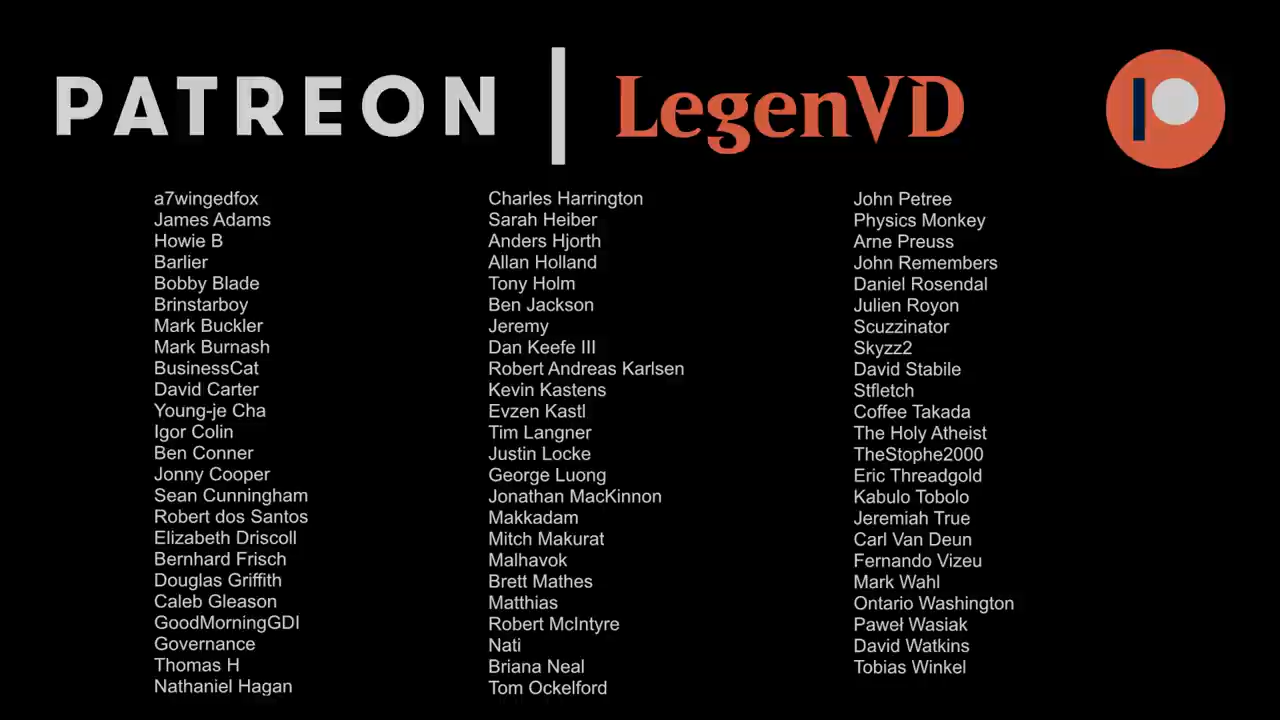 PATREON | LegenVD
a7wingedfox
James Adams
Howie B
Barlier
Bobby Blade
Brinstarboy
Mark Buckler
Mark Burnash
BusinessCat
David Carter
Young-je Cha
Igor Colin
Ben Conner
Jonny Cooper
Sean Cunningham
Robert dos Santos
Elizabeth Driscoll
Bernhard Frisch
Douglas Griffith
Caleb Gleason
GoodMorningGDI
Governance
Thomas H
Nathaniel Hagan
Charles Harrington
Sarah Heiber
Anders Hjorth
Allan Holland
Tony Holm
Ben Jackson
Jeremy
Dan Keefe III
Robert Andreas Karlsen
Kevin Kastens
Evzen Kastl
Tim Langner
Justin Locke
George Luong
Jonathan MacKinnon
Makkadam
Mitch Makurat
Malhavok
Brett Mathes
Matthias
Robert McIntyre
Nati
Briana Neal
Tom Ockelford
John Petree
Physics Monkey
Arne Preuss
John Remembers
Daniel Rosendal
Julien Royon
Scuzzinator
Skyzz2
David Stabile
Stfletch
Coffee Takada
The Holy Atheist
TheStophe2000
Eric Threadgold
Kabulo Tobolo
Jeremiah True
Carl Van Deun
Fernando Vizeu
Mark Wahl
Ontario Washington
Paweł Wasiak
David Watkins
Tobias Winkel